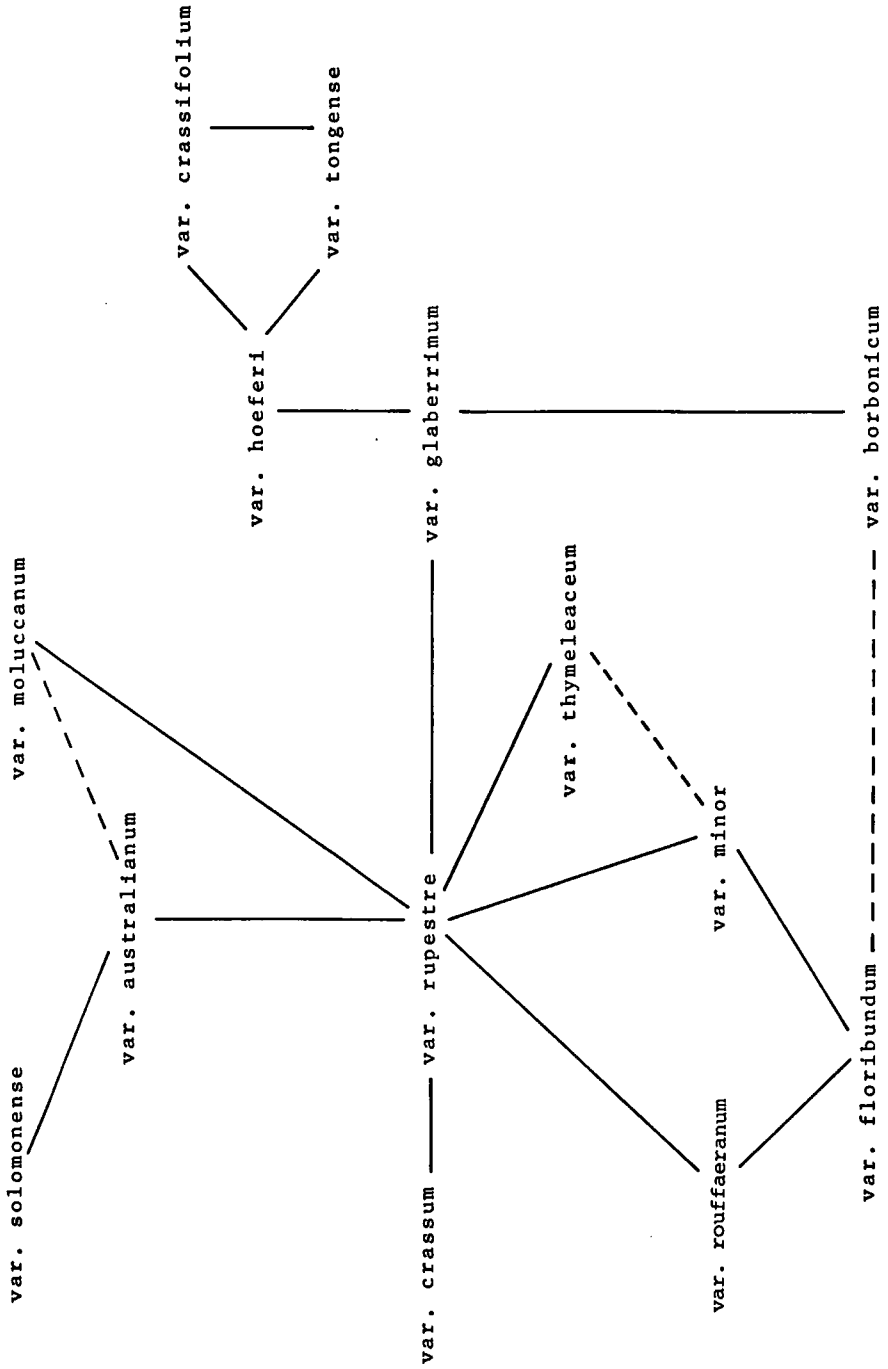 var. solomonense
var. moluccanum
var. australianum
var. crassifolium
var. hoeferi
var. tongense
var. crassum
var. rupestre
var. glaberrimum
var. thymeleaceum
var. rouffaeranum
var. minor
var. floribundum
var. borbonicum